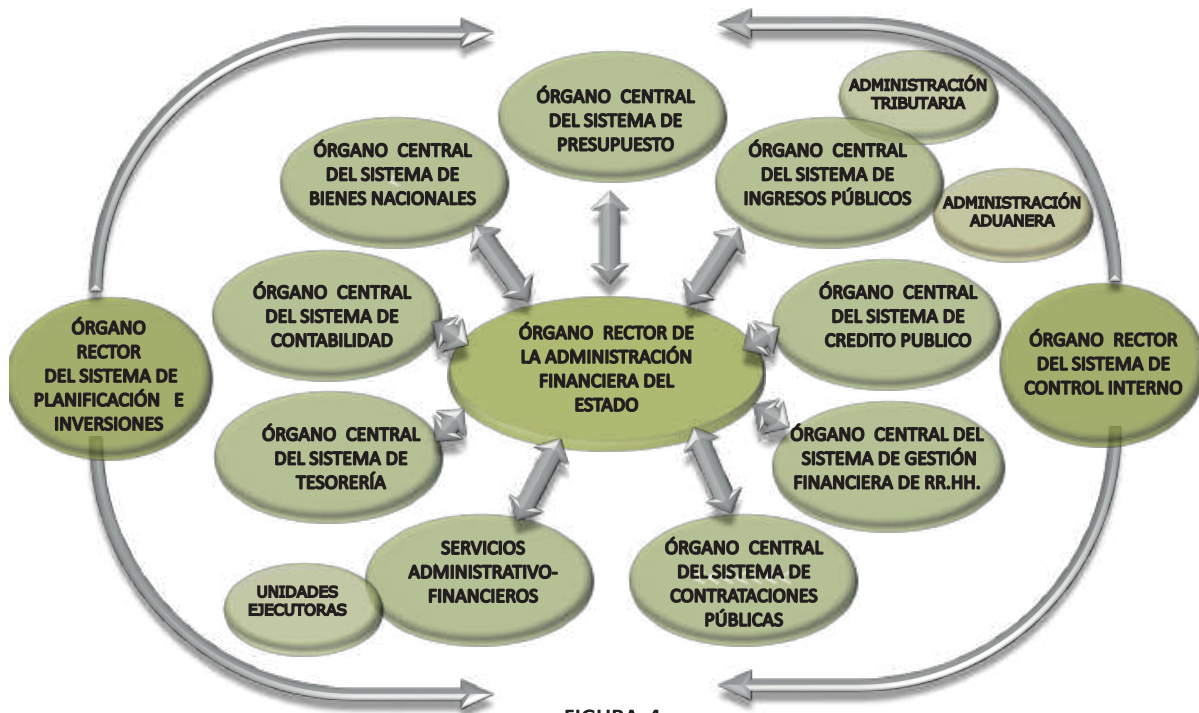 ÓRGANO CENTRAL
DEL SISTEMA DE
PRESUPUESTO
ADMINISTRACIÓN
TRIBUTARIA
ÓRGANO CENTRAL
DEL SISTEMA DE
BIENES NACIONALES
ÓRGANO CENTRAL
DEL SISTEMA DE
INGRESOS PÚBLICOS
ADMINISTRACIÓN
ADUANERA
ÓRGANO CENTRAL
DEL SISTEMA DE
CONTABILIDAD
ÓRGANO CENTRAL
DEL SISTEMA DE
CREDITO PUBLICO
ÓRGANO
RECTOR
DEL SISTEMA DE
PLANIFICACIÓN E
INVERSIONES
ÓRGANO RECTOR DE
LA ADMINISTRACIÓN
FINANCIERA DEL
ESTADO
ÓRGANO RECTOR
DEL SISTEMA DE
CONTROL INTERNO
ÓRGANO CENTRAL
DEL SISTEMA DE
TESORERÍA
ÓRGANO CENTRAL DEL
SISTEMA DE GESTIÓN
FINANCIERA DE RR.HH.
SERVICIOS
ADMINISTRATIVO-
FINANCIEROS
ÓRGANO CENTRAL
DEL SISTEMA DE
CONTRATACIONES
PÚBLICAS
UNIDADES
EJECUTORAS
FIGURA 4